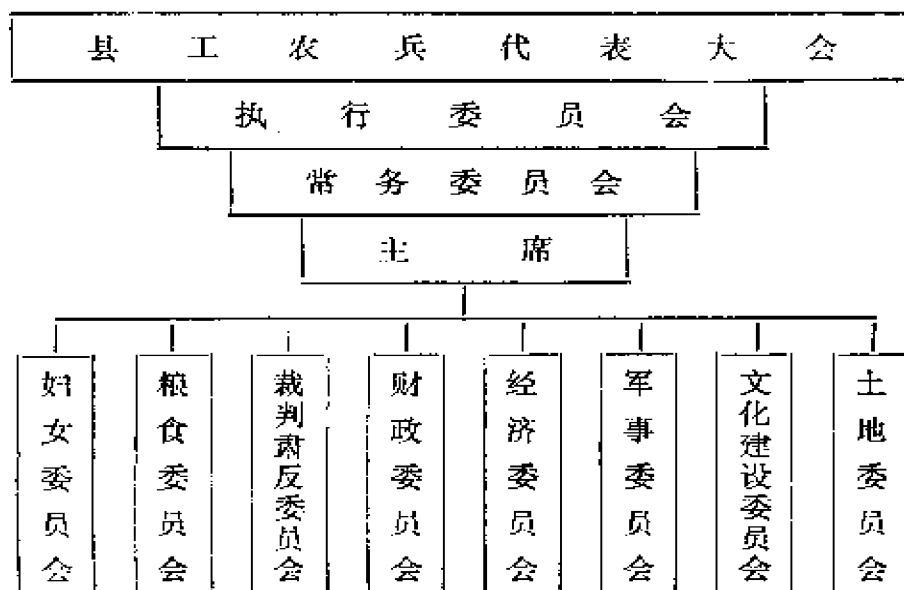 县工农兵代表大会
执行委员会
常务委员会
主席
妇女委员会
粮食委员会
裁判肃反委员会
财政委员会
经济委员会
军事委员会
文化建设委员会
土地委员会